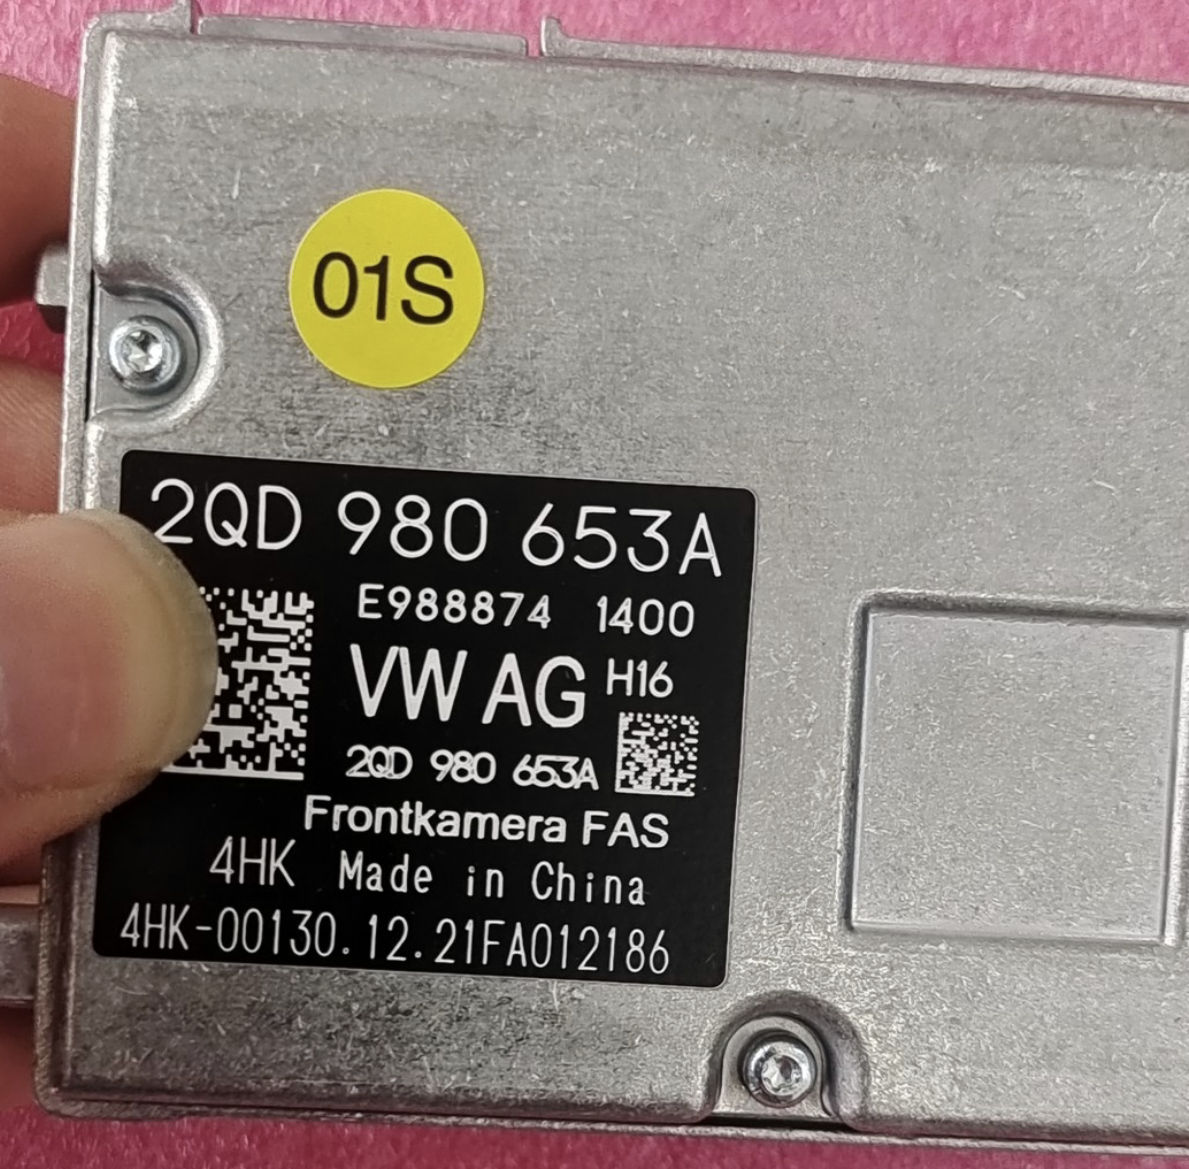 01S
2QD 980 653A
E988874 1400
VW AG H16
2QD 980 653A
Frontkamera FAS
4HK Made in China
4HK-00130.12.21FA012186